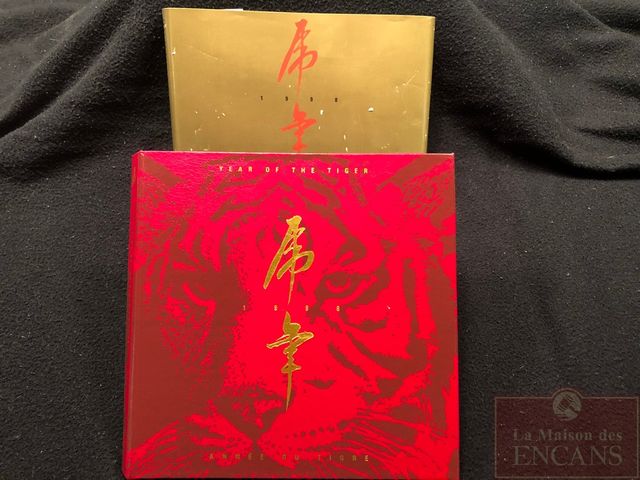 虎
1998
年
YEAR OF THE TIGER
虎
1998
年
ANNÉE DU TIGRE
La Maison des
ENCANS